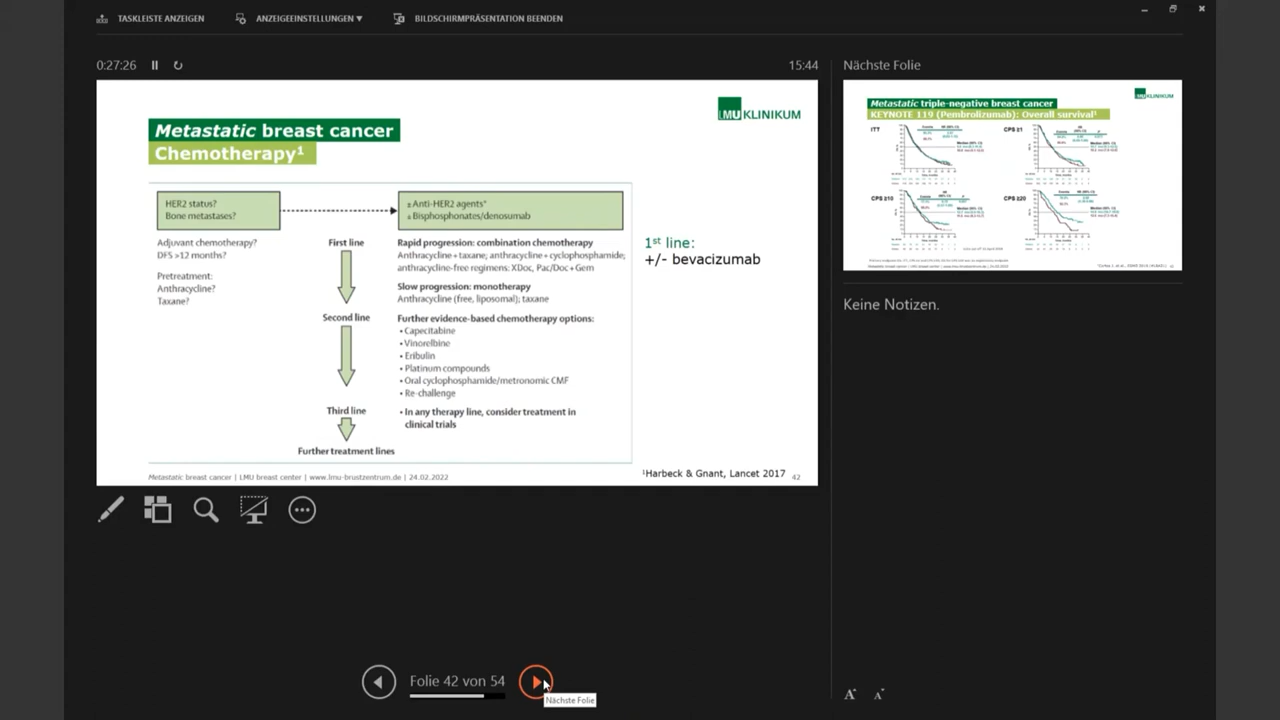 TASKLEISTE ANZEIGEN
ANZEIGEEINSTELLUNGEN ▼
BILDSCHIRMPRÄSENTATION BEENDEN
0:27:26
15:44
LMU KLINIKUM
Metastatic breast cancer
Chemotherapy¹
HER2 status?
Bone metastases?
± Anti-HER2 agents*
± Bisphosphonates/denosumab
Adjuvant chemotherapy?
DFS >12 months?
Pretreatment:
Anthracycline?
Taxane?
First line
Second line
Third line
Further treatment lines
Rapid progression: combination chemotherapy
Anthracycline + taxane; anthracycline + cyclophosphamide;
anthracycline-free regimens: XDoc, Pac/Doc + Gem
Slow progression: monotherapy
Anthracycline (free, liposomal); taxane
Further evidence-based chemotherapy options:
• Capecitabine
• Vinorelbine
• Eribulin
• Platinum compounds
• Oral cyclophosphamide/metronomic CMF
• Re-challenge
• In any therapy line, consider treatment in
clinical trials
1st line:
+/- bevacizumab
Metastatic breast cancer | LMU breast center | www.lmu-brustzentrum.de | 24.02.2022
¹Harbeck & Gnant, Lancet 2017
42
Nächste Folie
LMU KLINIKUM
Metastatic triple-negative breast cancer
KEYNOTE 119 (Pembrolizumab): Overall survival¹
ITT
CPS ≥1
CPS ≥10
CPS ≥20
Keine Notizen.
Folie 42 von 54
Nächste Folie
A
A